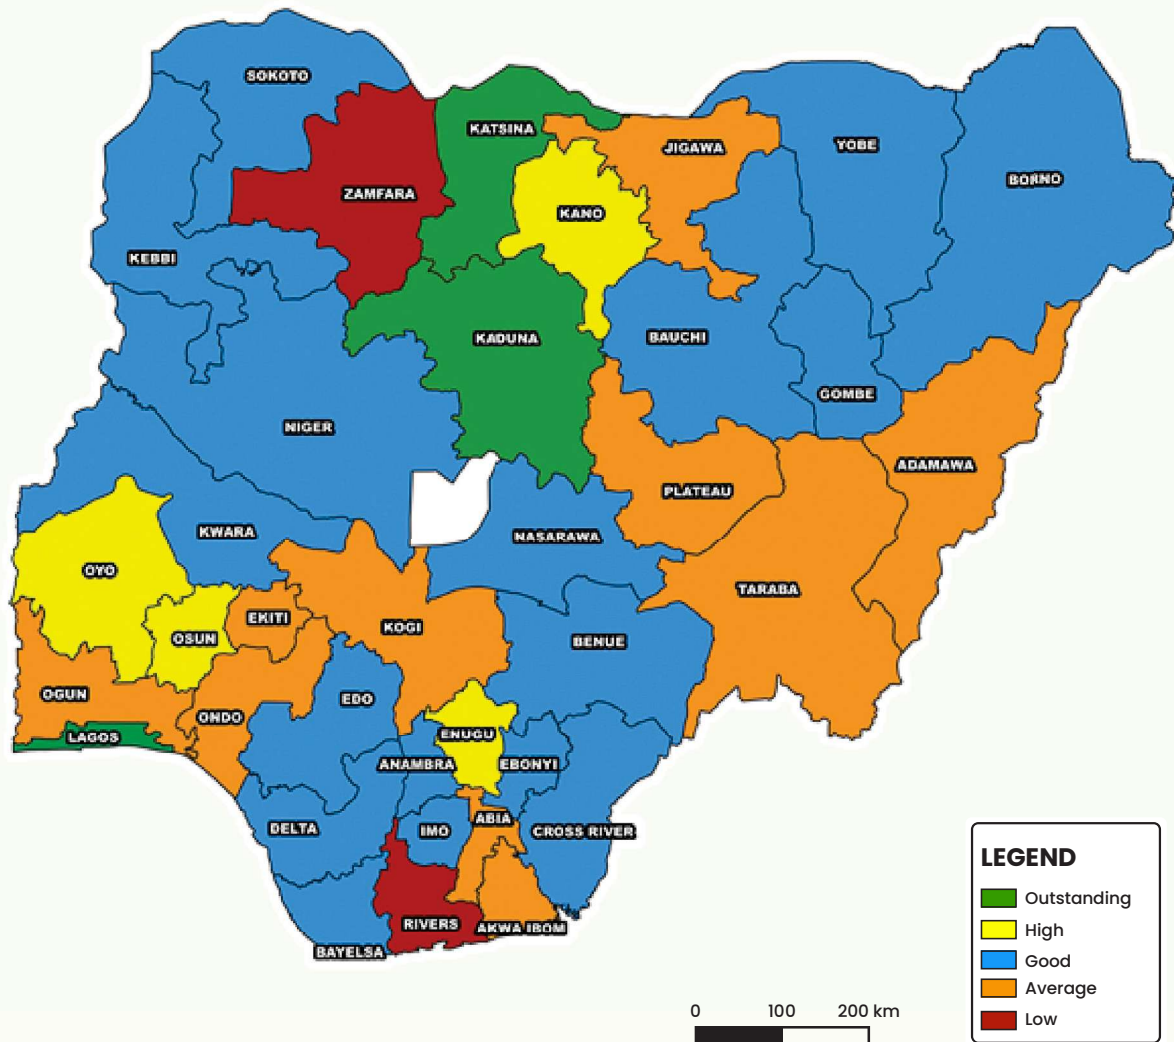 SOKOTO
KATSINA
JIGAWA
YOBE
BORNO
ZAMFARA
KANO
KEBBI
KADUNA
BAUCHI
GOMBE
NIGER
ADAMAWA
PLATEAU
KWARA
NASARAWA
OYO
TARABA
EKITI
KOGI
OSUN
BENUE
OGUN
EDO
ONDO
LAGOS
ENUGU
ANAMBRA
EBONYI
ABIA
DELTA
IMO
CROSS RIVER
RIVERS
AKWA IBOM
BAYELSA
LEGEND
Outstanding
High
Good
Average
Low
0 100 200 km